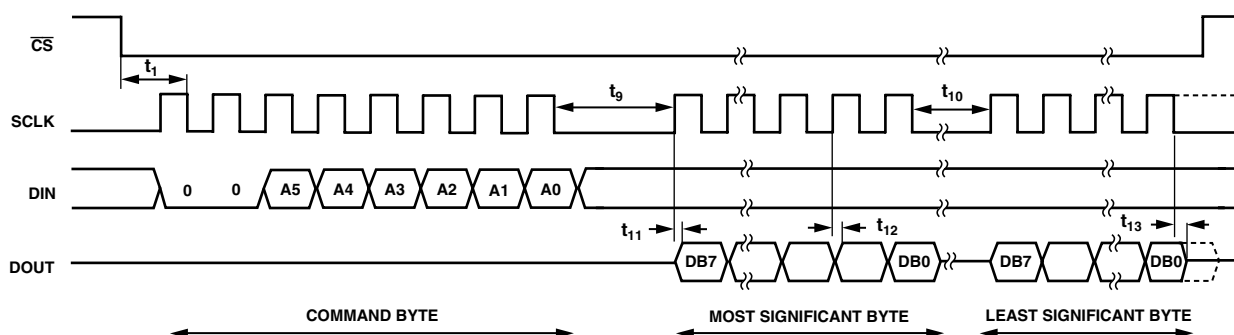 CS
t1
t9
t10
SCLK
DIN
0 0 A5 A4 A3 A2 A1 A0
t11
t12
t13
DOUT
DB7 DB0 DB7 DB0
COMMAND BYTE MOST SIGNIFICANT BYTE LEAST SIGNIFICANT BYTE